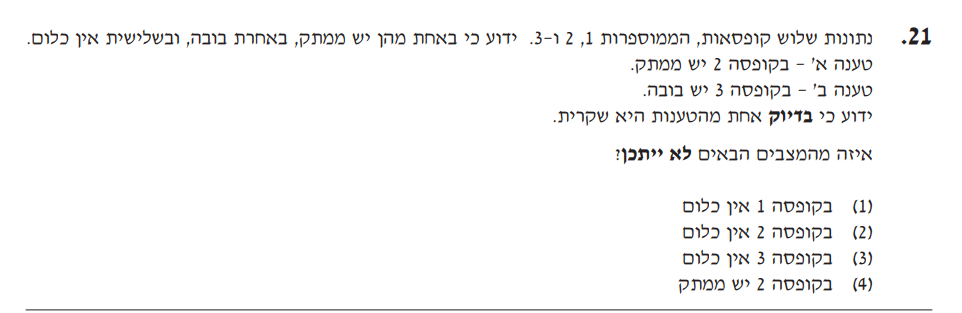 21. נתונות שלוש קופסאות, הממוספרות 1, 2 ו-3. ידוע כי באחת מהן יש ממתק, באחרת בובה, ובשלישית אין כלום.
טענה א' - בקופסה 2 יש ממתק.
טענה ב' - בקופסה 3 יש בובה.
ידוע כי בדיוק אחת מהטענות היא שקרית.
איזה מהמצבים הבאים לא ייתכן?
(1) בקופסה 1 אין כלום
(2) בקופסה 2 אין כלום
(3) בקופסה 3 אין כלום
(4) בקופסה 2 יש ממתק